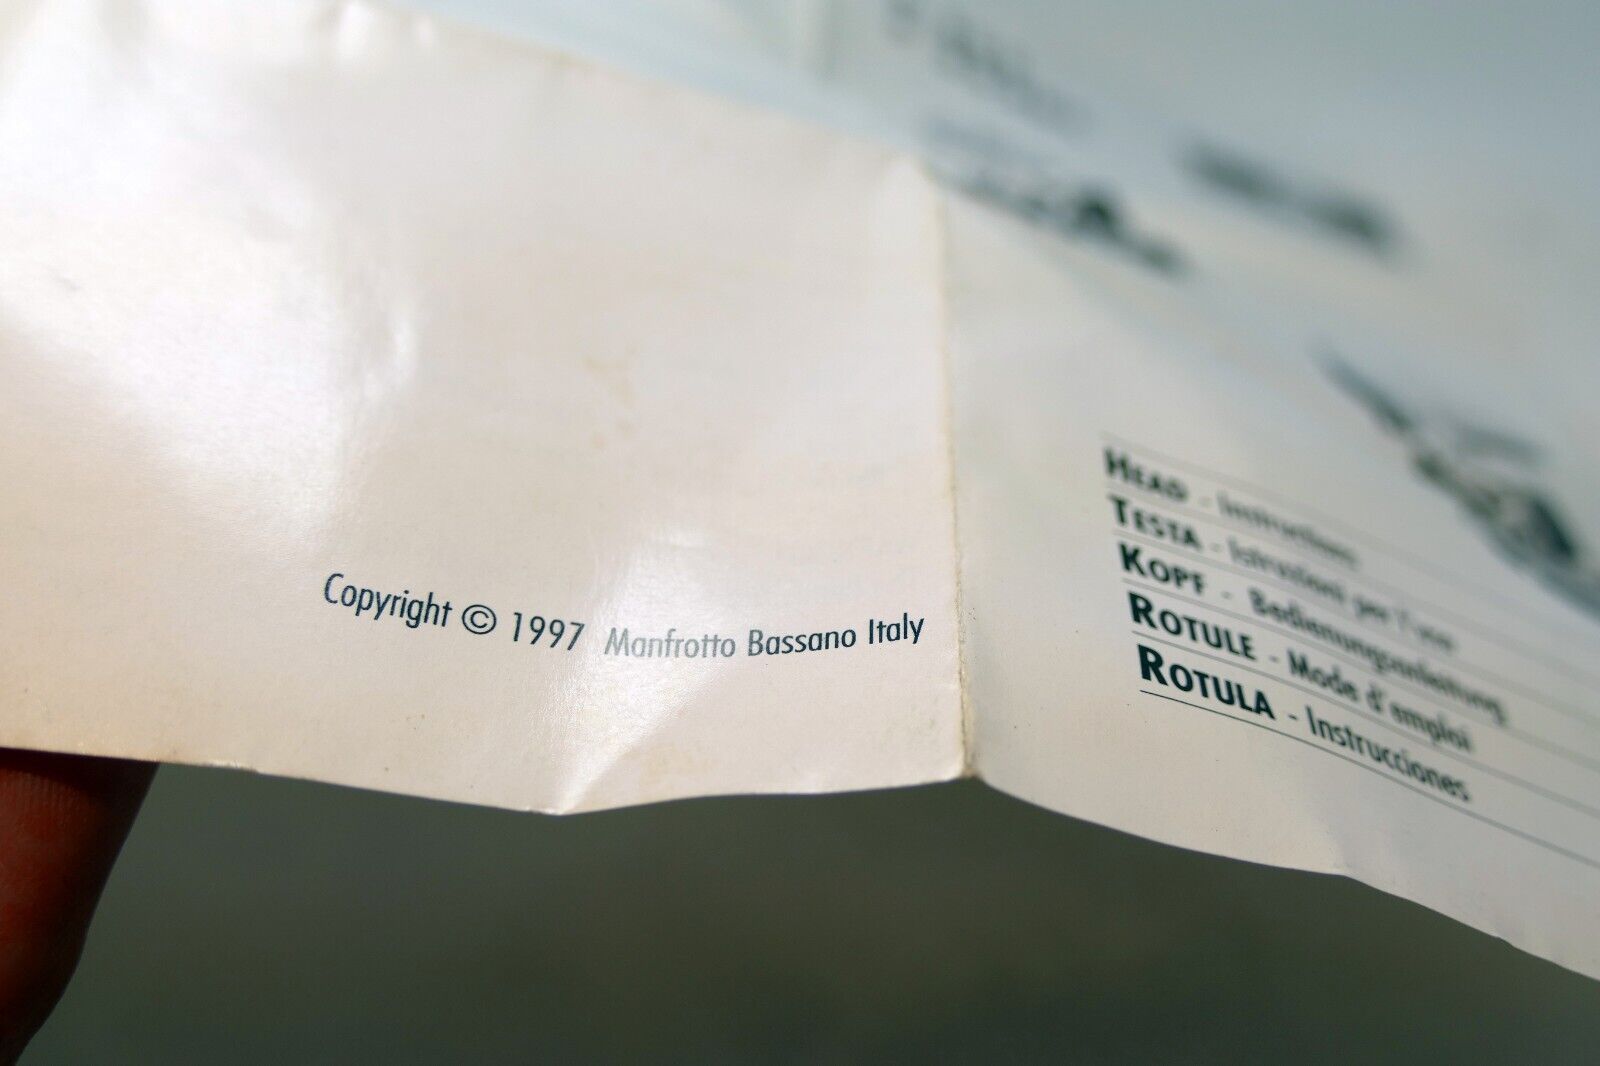 Copyright © 1997 Manfrotto Bassano Italy
HEAD - Instructions
TESTA - Istruzioni per l'uso
KOPF - Bedienungsanleitung
ROTULE - Mode d'emploi
ROTULA - Instrucciones